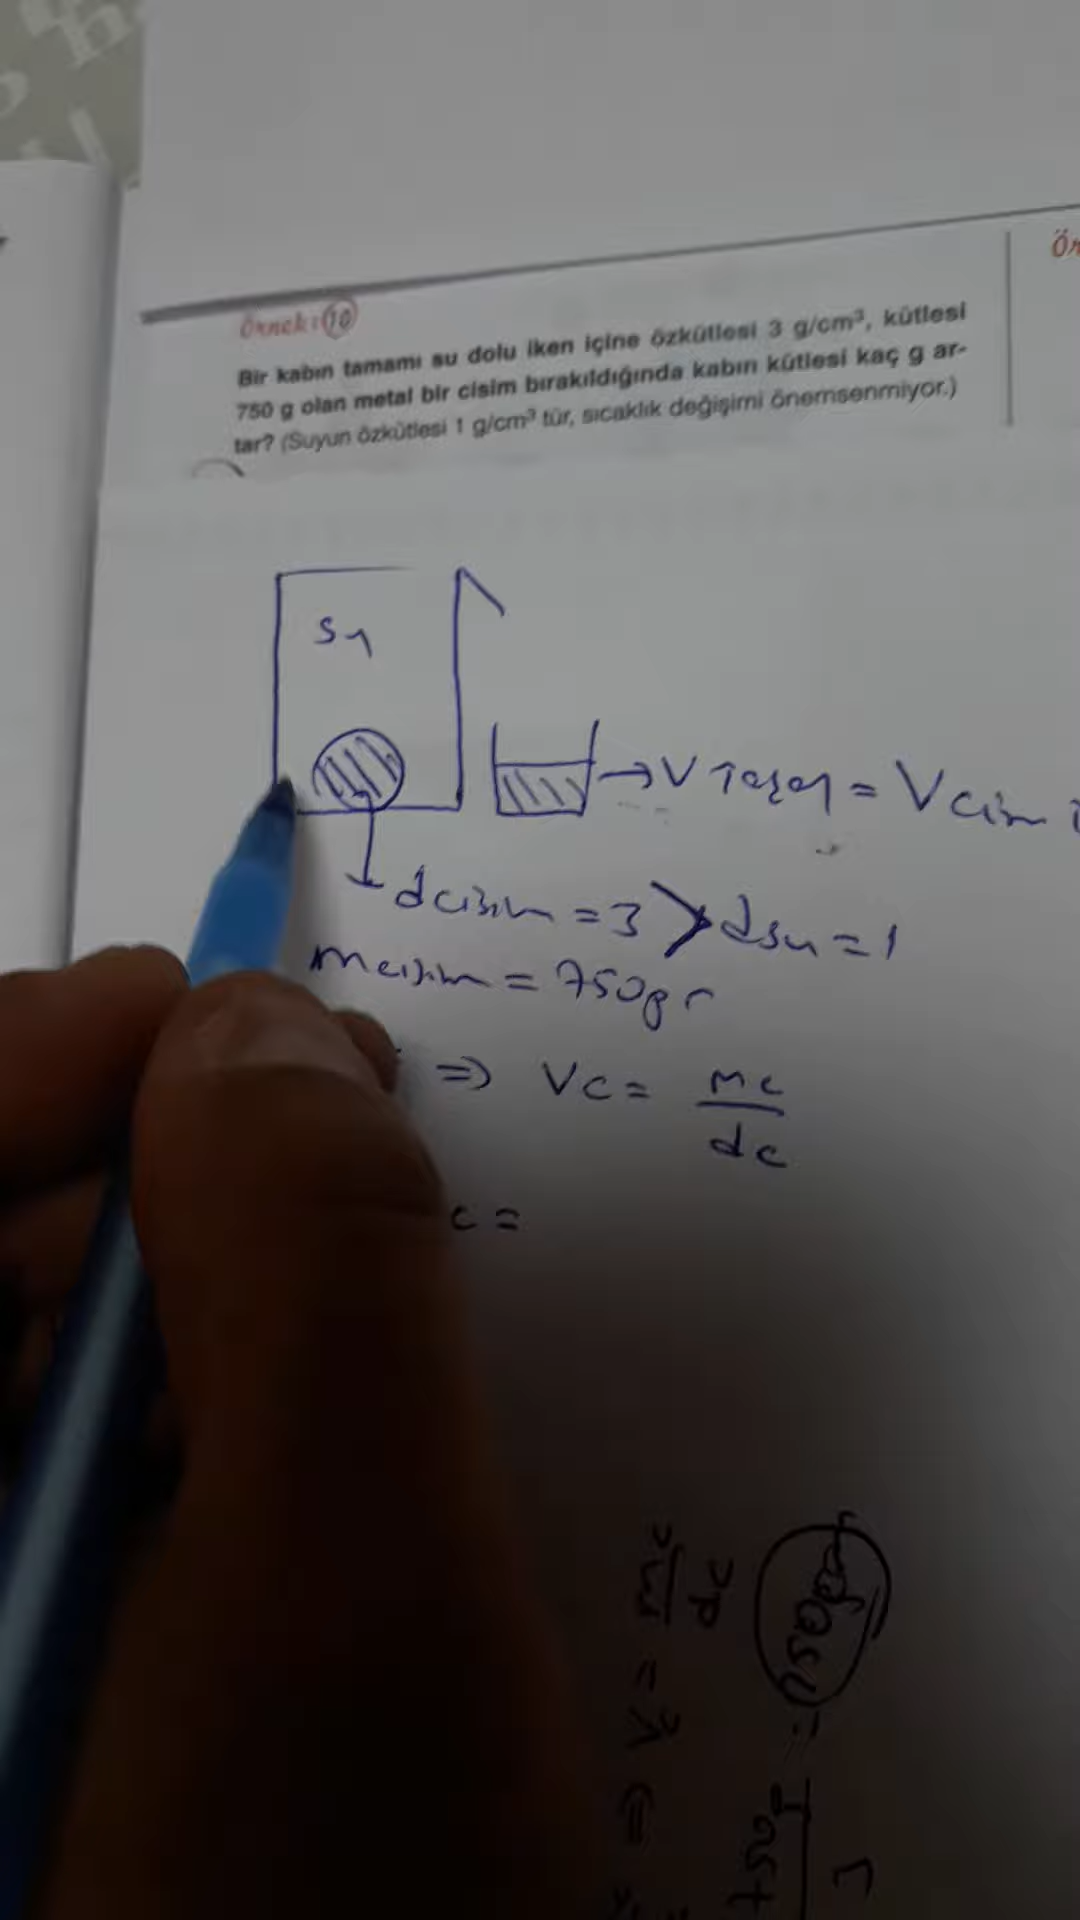 Örnek: 10
Ör
Bir kabın tamamı su dolu iken içine özkütlesi 3 g/cm³, kütlesi
750 g olan metal bir cisim bırakıldığında kabın kütlesi kaç g ar-
tar? (Suyun özkütlesi 1 g/cm³ tür, sıcaklık değişimi önemsenmiyor.)
Su
→ V Taşan = V cisim
dcisim = 3 > dsu = 1
mcisim = 750gr
⇒ Vc = mc/dc
c =
⇒ Vc = mc/dc
750